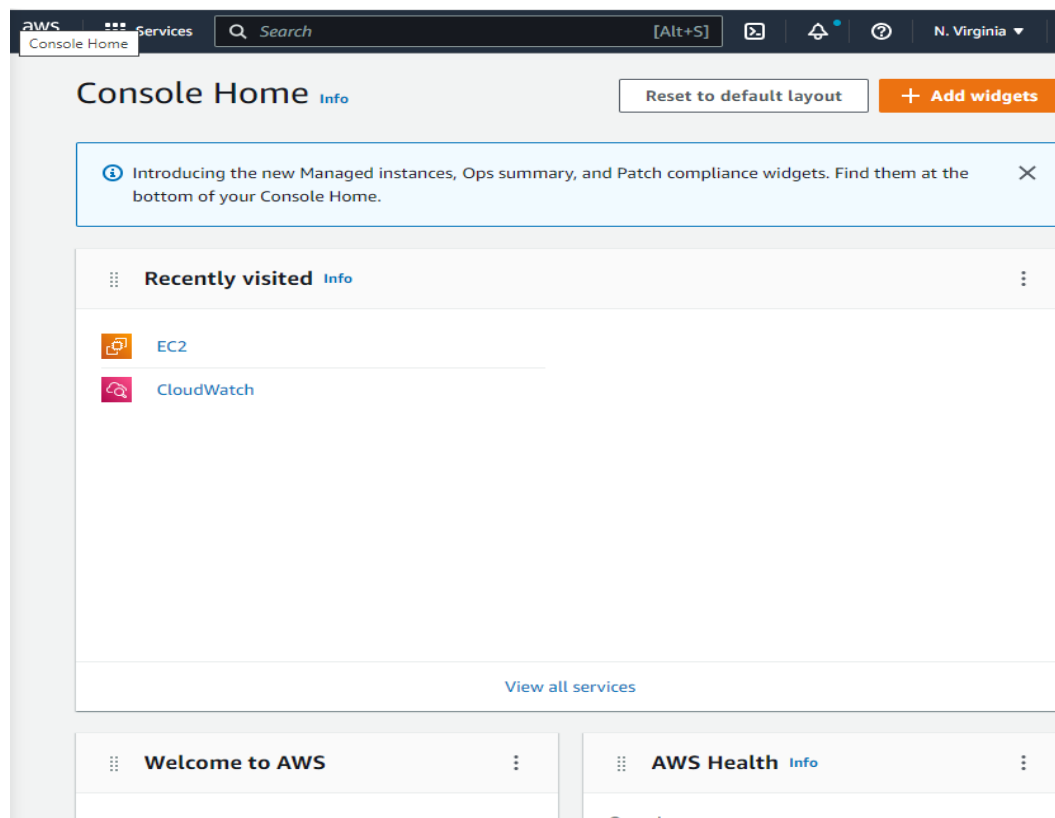 aws
Services
Search
[Alt+S]
N. Virginia
Console Home
Console Home Info
Reset to default layout
+ Add widgets
Introducing the new Managed instances, Ops summary, and Patch compliance widgets. Find them at the
bottom of your Console Home.
Recently visited Info
EC2
CloudWatch
View all services
Welcome to AWS
AWS Health Info